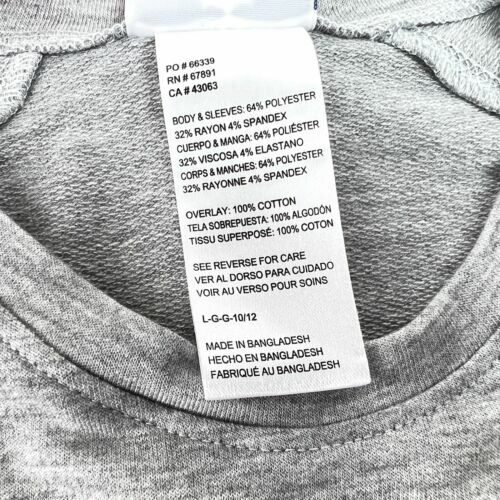 PO # 66339
RN # 67891
CA # 43063
BODY & SLEEVES: 64% POLYESTER
32% RAYON 4% SPANDEX
CUERPO & MANGA: 64% POLIÉSTER
32% VISCOSA 4% ELASTANO
CORPS & MANCHES: 64% POLYESTER
32% RAYONNE 4% SPANDEX
OVERLAY: 100% COTTON
TELA SOBREPUESTA: 100% ALGODÓN
TISSU SUPERPOSÉ: 100% COTON
SEE REVERSE FOR CARE
VER AL DORSO PARA CUIDADO
VOIR AU VERSO POUR SOINS
L-G-G-10/12
MADE IN BANGLADESH
HECHO EN BANGLADESH
FABRIQUÉ AU BANGLADESH